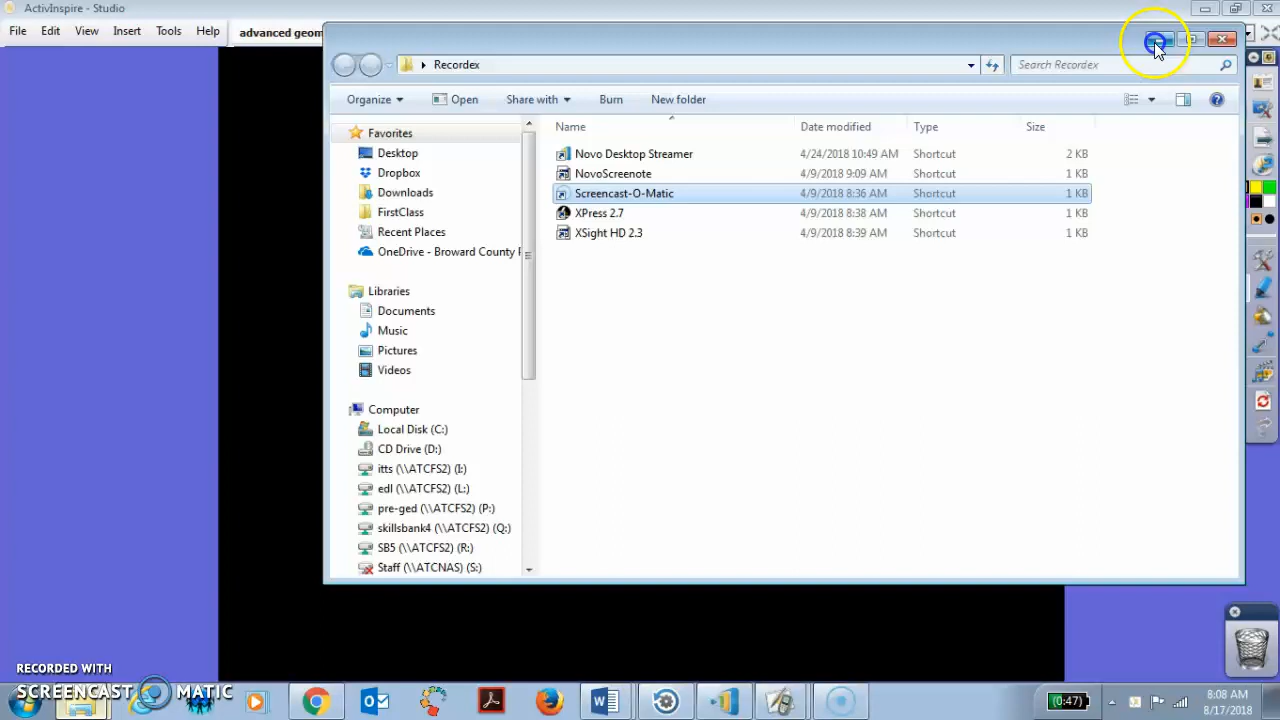 ActivInspire - Studio
File Edit View Insert Tools Help advanced geom
Recordex Search Recordex
Organize Open Share with Burn New folder
Name Date modified Type Size
Favorites
Desktop
Dropbox
Downloads
FirstClass
Recent Places
OneDrive - Broward County
Libraries
Documents
Music
Pictures
Videos
Computer
Local Disk (C:)
CD Drive (D:)
itts (\\ATCFS2) (I:)
edl (\\ATCFS2) (L:)
pre-ged (\\ATCFS2) (P:)
skillsbank4 (\\ATCFS2) (Q:)
SB5 (\\ATCFS2) (R:)
Staff (\\ATCNAS) (S:)
Novo Desktop Streamer 4/24/2018 10:49 AM Shortcut 2 KB
NovoScreenote 4/9/2018 9:09 AM Shortcut 1 KB
Screencast-O-Matic 4/9/2018 8:36 AM Shortcut 1 KB
XPress 2.7 4/9/2018 8:38 AM Shortcut 1 KB
XSight HD 2.3 4/9/2018 8:39 AM Shortcut 1 KB
RECORDED WITH
SCREENCAST MATIC
(0:47)
8:08 AM
8/17/2018